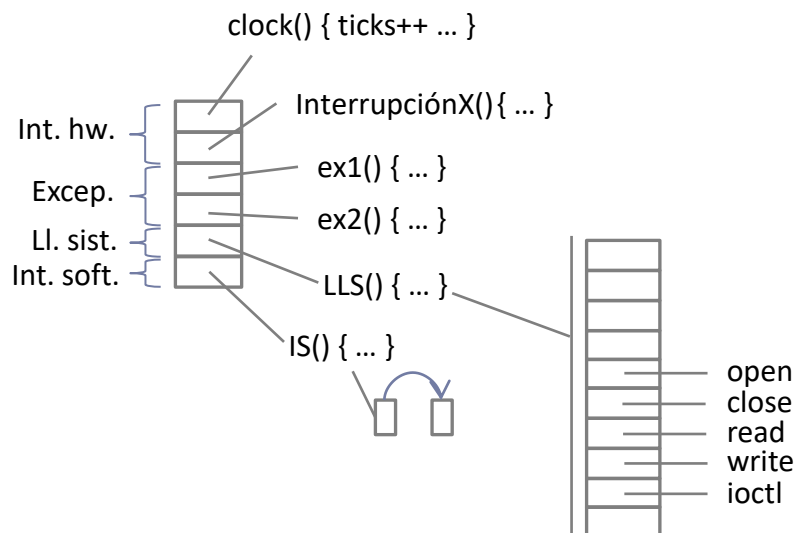 clock() { ticks++ … }
Int. hw.
InterrupciónX() { … }
Excep.
ex1() { … }
ex2() { … }
Ll. sist.
Int. soft.
LLS() { … }
IS() { … }
open
close
read
write
ioctl